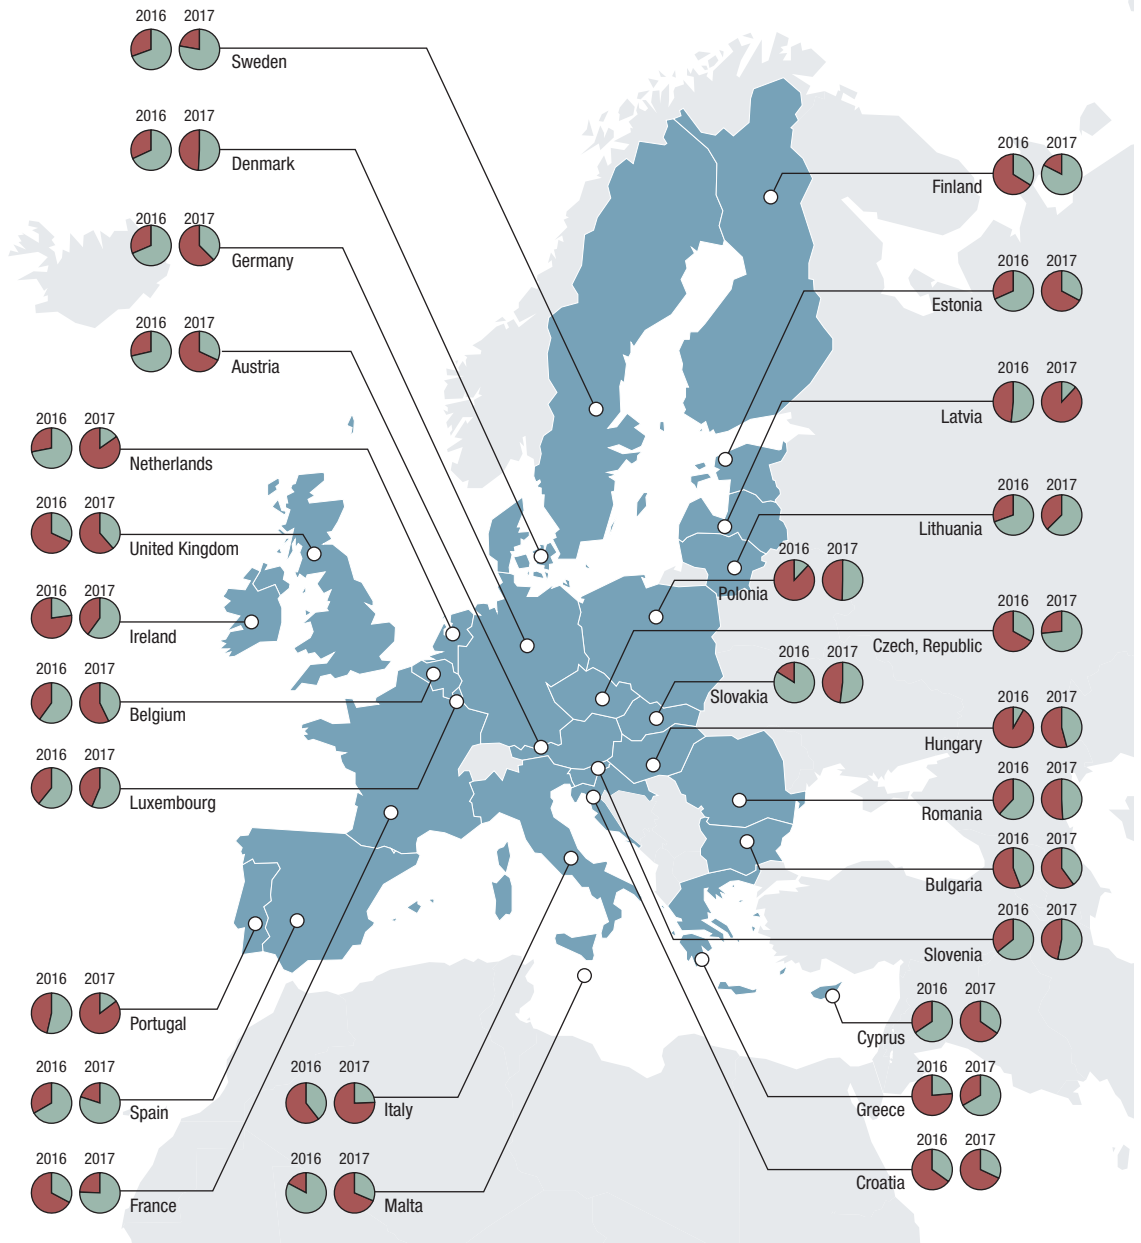 2016 2017
Sweden
2016 2017
Denmark
2016 2017
Germany
2016 2017
Austria
2016 2017
Netherlands
2016 2017
United Kingdom
2016 2017
Ireland
2016 2017
Belgium
2016 2017
Luxembourg
2016 2017
Portugal
2016 2017
Spain
2016 2017
France
2016 2017
Italy
2016 2017
Malta
2016 2017
Finland
2016 2017
Estonia
2016 2017
Latvia
2016 2017
Lithuania
2016 2017
Polonia
2016 2017
Czech, Republic
2016 2017
Slovakia
2016 2017
Hungary
2016 2017
Romania
2016 2017
Bulgaria
2016 2017
Slovenia
2016 2017
Cyprus
2016 2017
Greece
2016 2017
Croatia